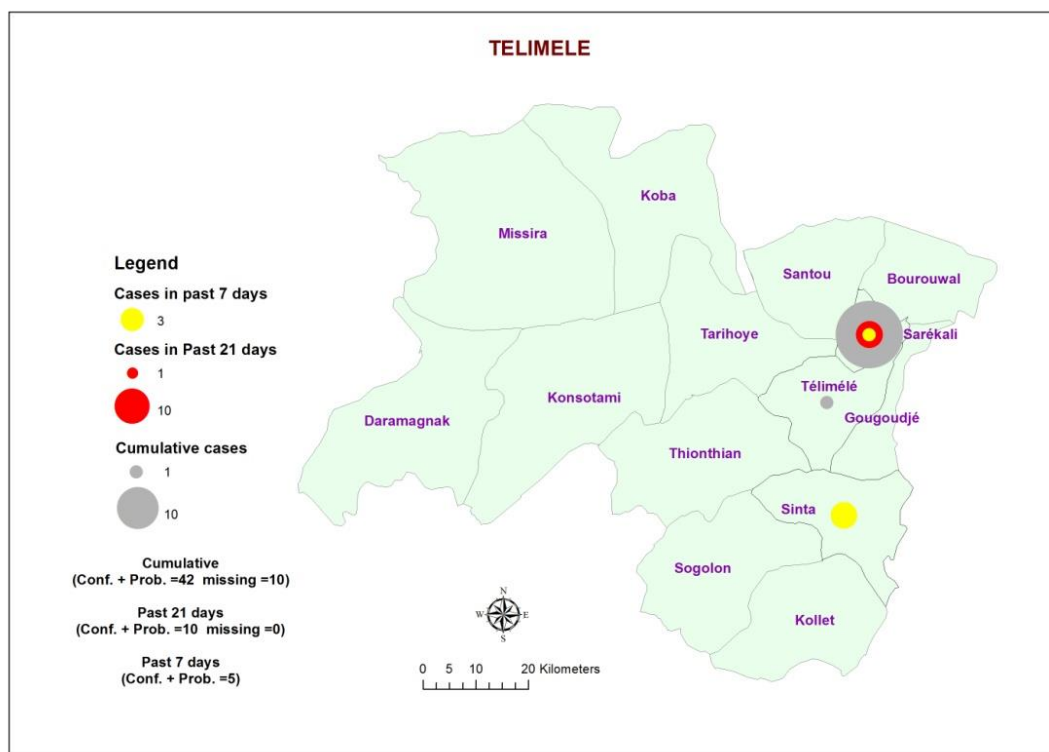 TELIMELE
Koba
Missira
Santou
Bourouwal
Tarihoye
Sarékali
Télimélé
Gougoudjé
Konsotami
Daramagnak
Thionthian
Sinta
Sogolon
Kollet
Legend
Cases in past 7 days
3
Cases in Past 21 days
1
10
Cumulative cases
1
10
Cumulative
(Conf. + Prob. =42 missing =10)
Past 21 days
(Conf. + Prob. =10 missing =0)
Past 7 days
(Conf. + Prob. =5)
N
W E
S
0 5 10 20 Kilometers